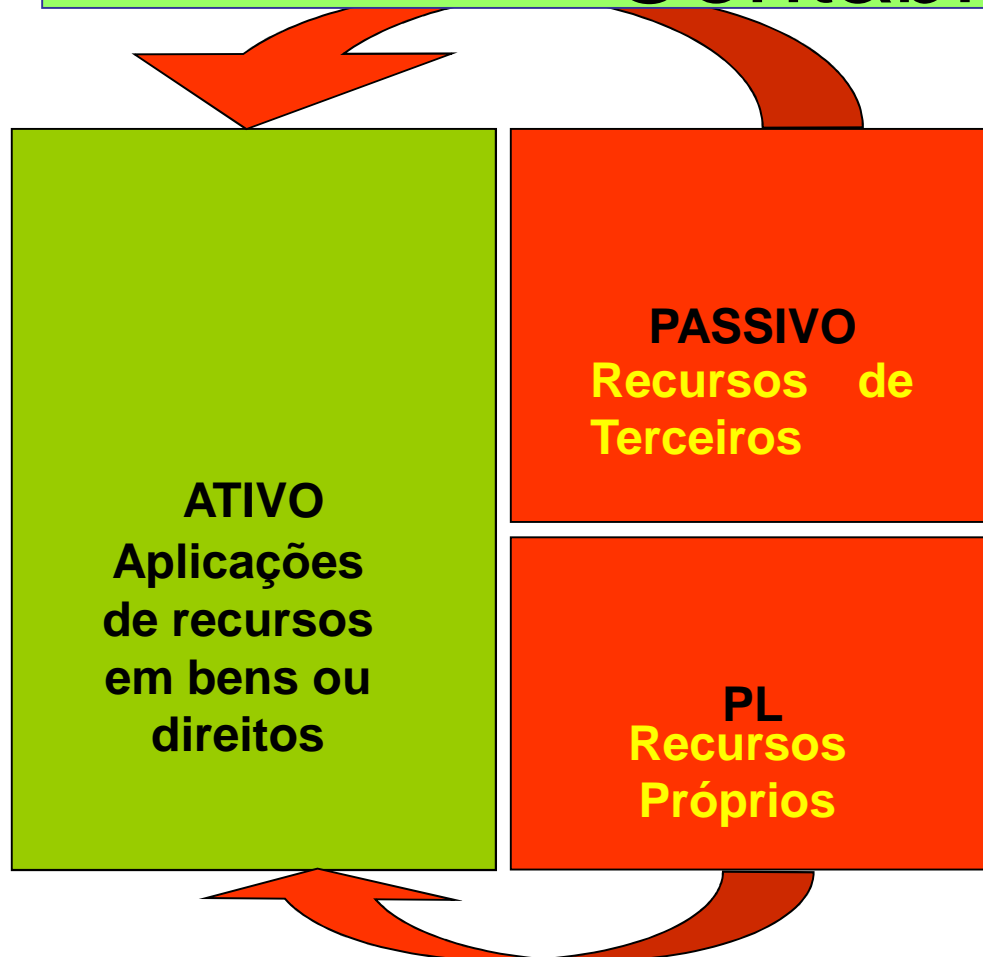 PASSIVO
Recursos de
Terceiros
ATIVO
Aplicações
de recursos
em bens ou
direitos
PL
Recursos
Próprios